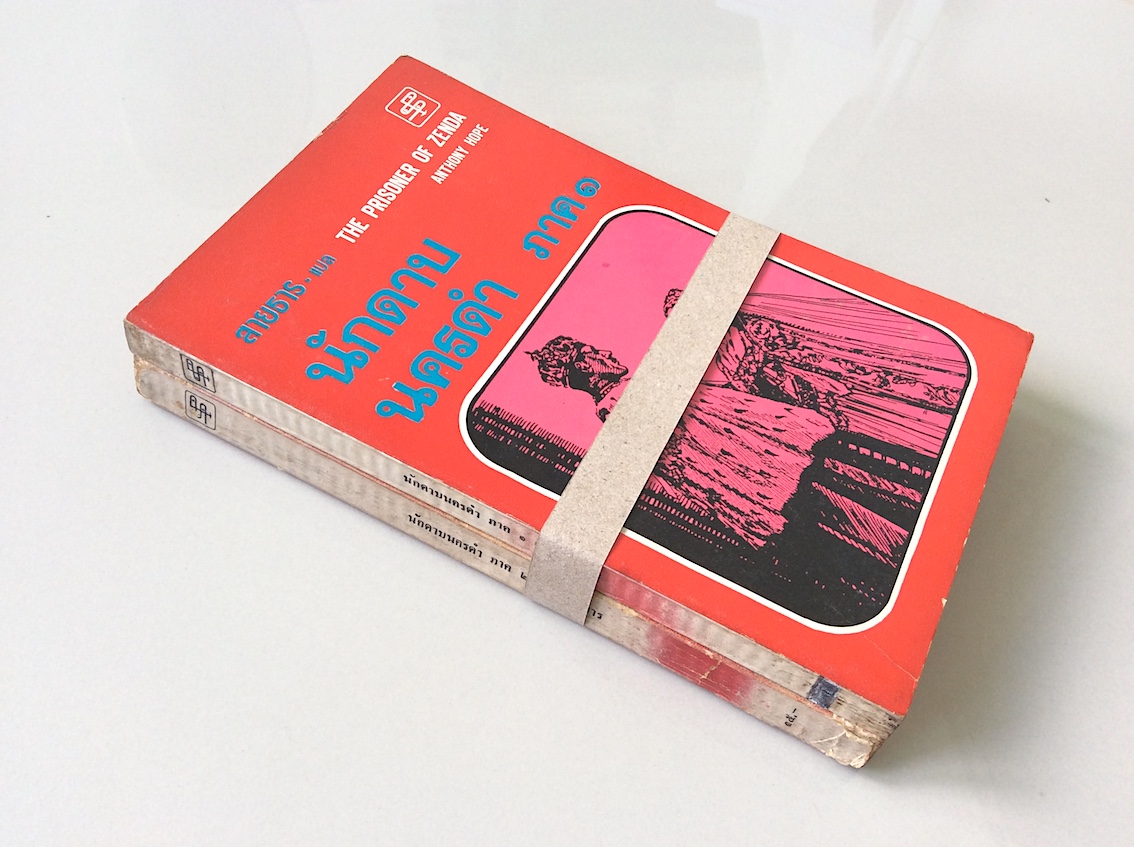 THE PRISONER OF ZENDA
ANTHONY HOPE
สายธาร · แปล
นักดาบ
นครดำ ภาค ๑
นักดาบนครดำ ภาค ๑
นักดาบนครดำ ภาค ๒